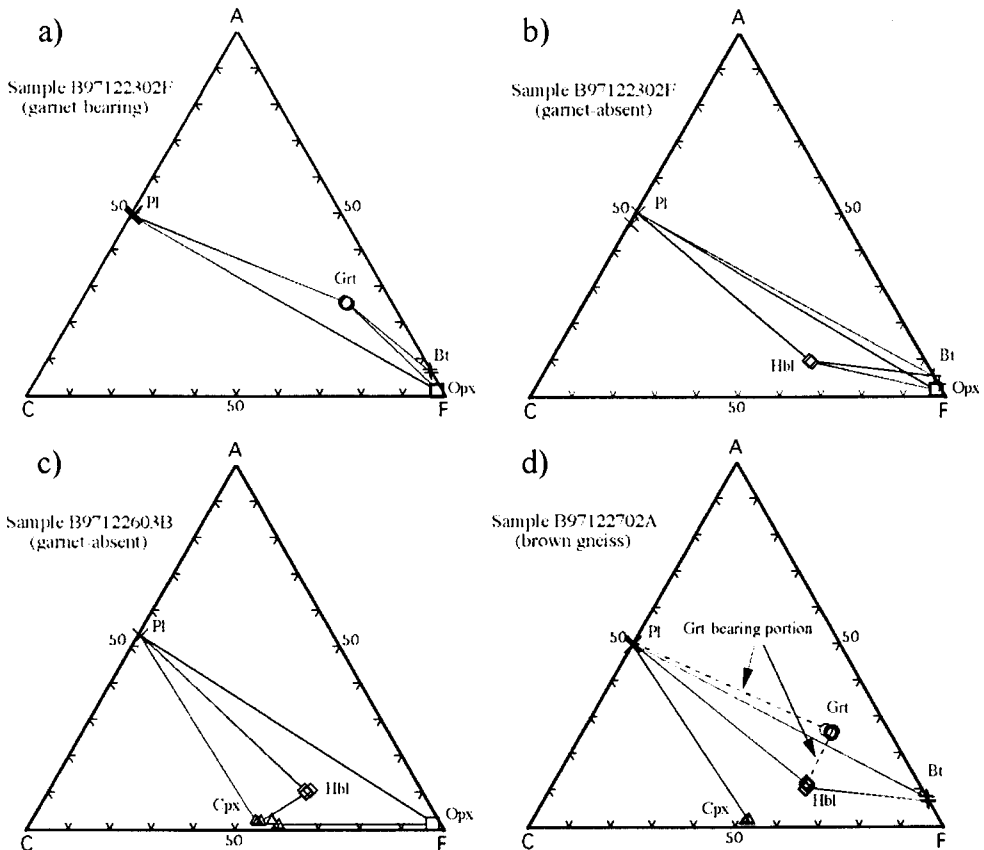 a)
A
Sample B97122302F
(garnet bearing)
50
Pl
50
Grt
Bt
Opx
C
50
F
b)
A
Sample B97122302F
(garnet-absent)
50
Pl
50
Hbl
Bt
Opx
C
50
F
c)
A
Sample B97122603B
(garnet-absent)
50
Pl
50
Cpx
Hbl
Opx
C
50
F
d)
A
Sample B97122702A
(brown gneiss)
50
Pl
Grt bearing portion
50
Grt
Bt
Cpx
Hbl
C
50
F